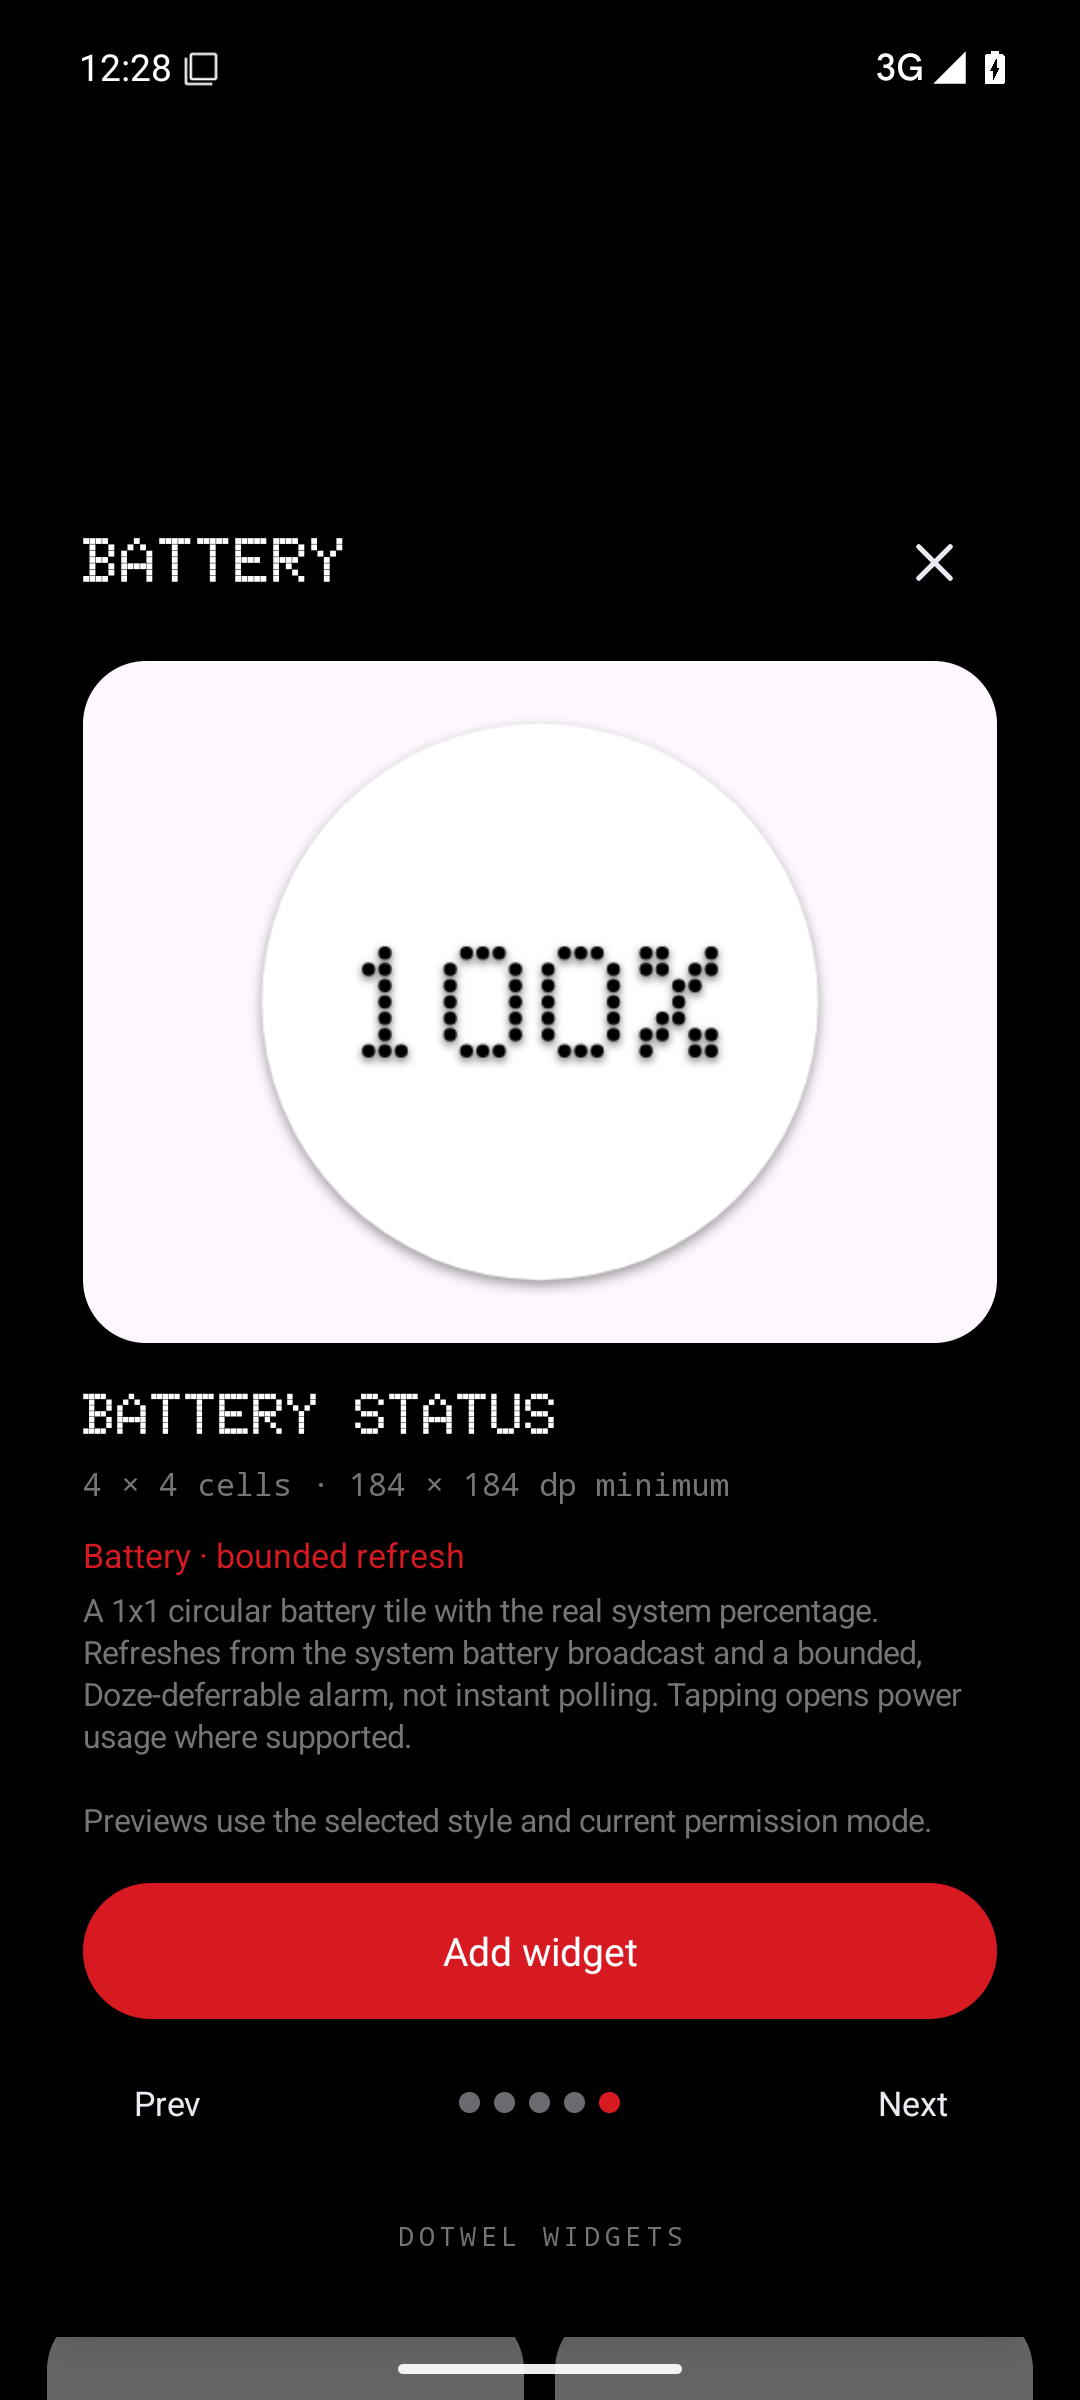 12:28
3G
BATTERY
100%
BATTERY STATUS
4 × 4 cells · 184 × 184 dp minimum
Battery · bounded refresh
A 1x1 circular battery tile with the real system percentage.
Refreshes from the system battery broadcast and a bounded,
Doze-deferrable alarm, not instant polling. Tapping opens power
usage where supported.
Previews use the selected style and current permission mode.
Add widget
Prev
Next
DOTWEL WIDGETS